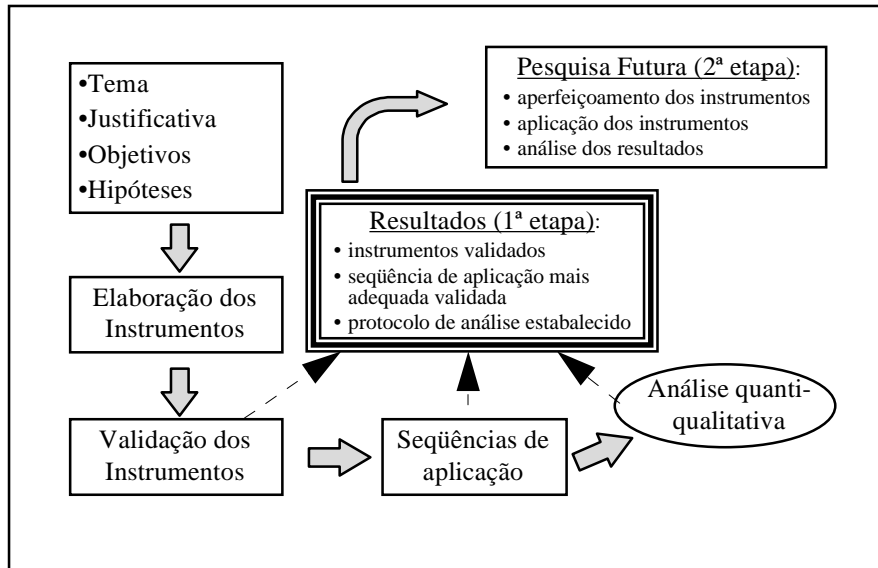 •Tema
•Justificativa
•Objetivos
•Hipóteses
Pesquisa Futura (2ª etapa):
• aperfeiçoamento dos instrumentos
• aplicação dos instrumentos
• análise dos resultados
Resultados (1ª etapa):
• instrumentos validados
• seqüência de aplicação mais
adequada validada
• protocolo de análise estabalecido
Elaboração dos
Instrumentos
Validação dos
Instrumentos
Seqüências de
aplicação
Análise quanti-
qualitativa